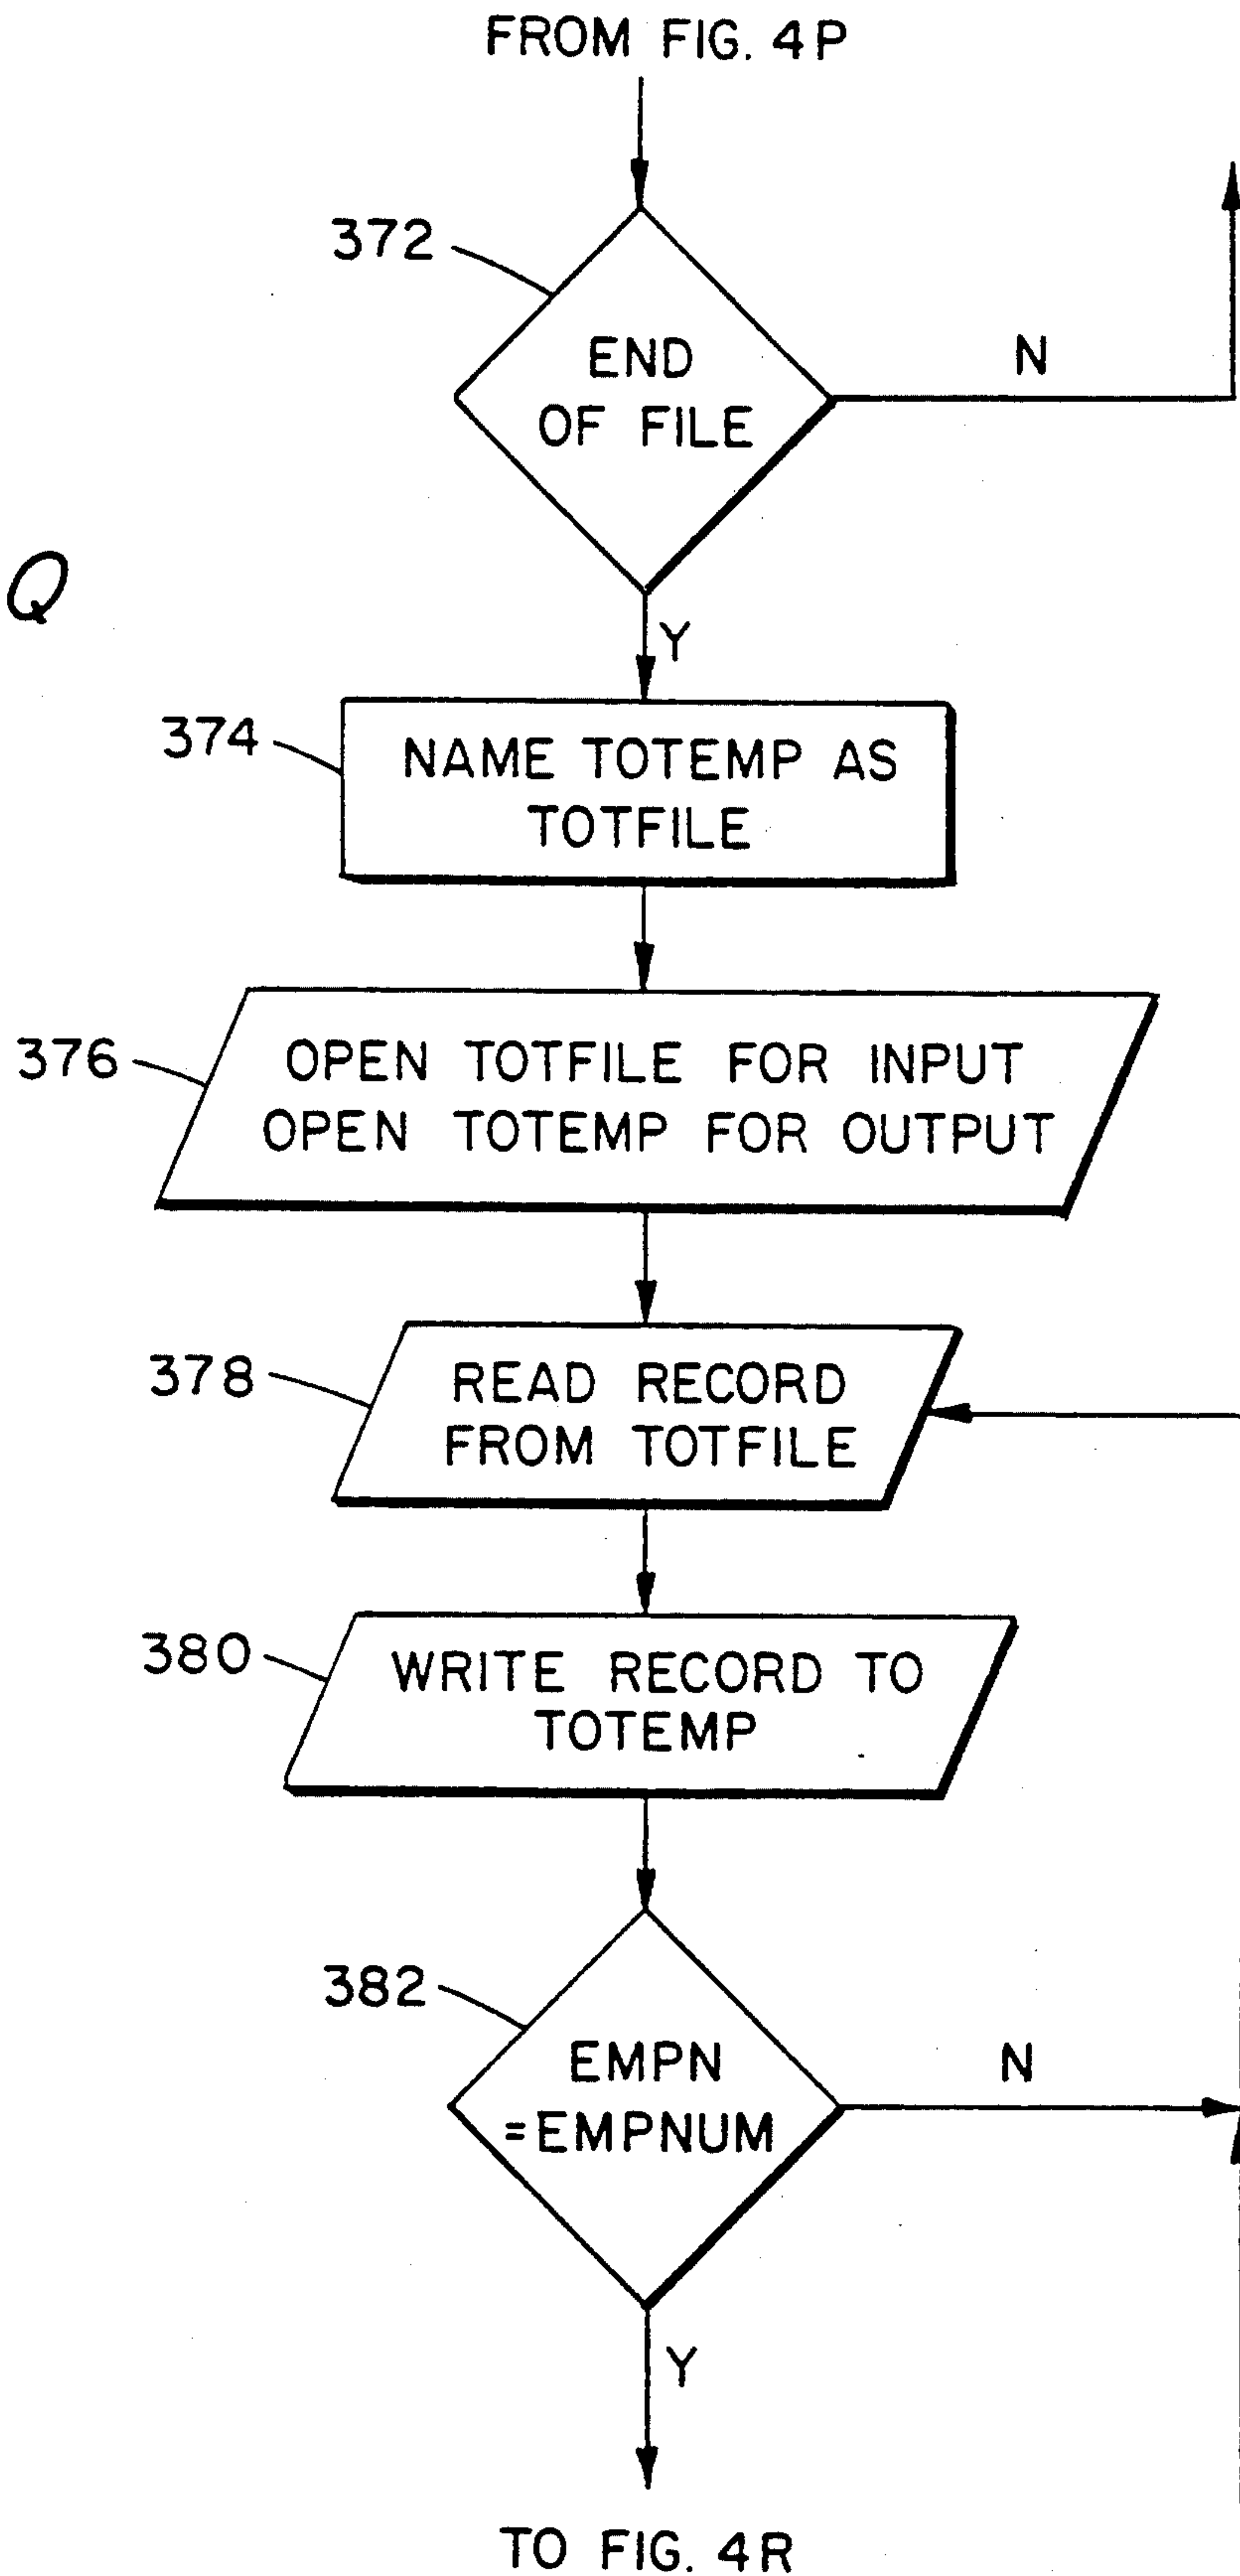 FROM FIG. 4P
372
END
OF FILE
N
Q
Y
374
NAME TOTEMP AS
TOTFILE
376
OPEN TOTFILE FOR INPUT
OPEN TOTEMP FOR OUTPUT
378
READ RECORD
FROM TOTFILE
380
WRITE RECORD TO
TOTEMP
382
EMPN
=EMPNUM
N
Y
TO FIG. 4R